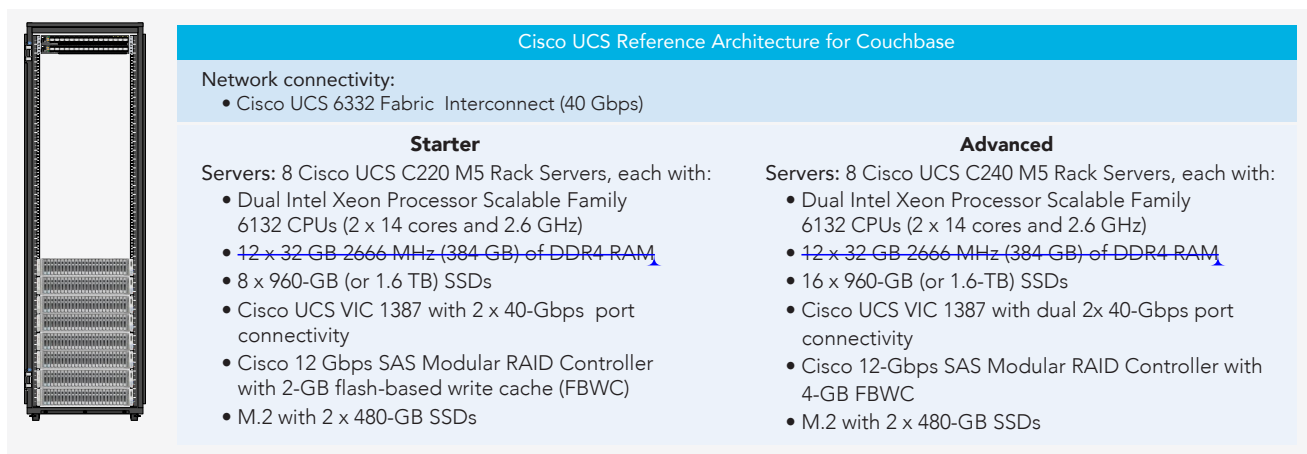 Cisco UCS Reference Architecture for Couchbase
Network connectivity:
• Cisco UCS 6332 Fabric Interconnect (40 Gbps)
Starter
Servers: 8 Cisco UCS C220 M5 Rack Servers, each with:
• Dual Intel Xeon Processor Scalable Family
6132 CPUs (2 x 14 cores and 2.6 GHz)
• 12 x 32 GB 2666 MHz (384 GB) of DDR4 RAM
• 8 x 960-GB (or 1.6 TB) SSDs
• Cisco UCS VIC 1387 with 2 x 40-Gbps port
connectivity
• Cisco 12 Gbps SAS Modular RAID Controller
with 2-GB flash-based write cache (FBWC)
• M.2 with 2 x 480-GB SSDs
Advanced
Servers: 8 Cisco UCS C240 M5 Rack Servers, each with:
• Dual Intel Xeon Processor Scalable Family
6132 CPUs (2 x 14 cores and 2.6 GHz)
• 12 x 32 GB 2666 MHz (384 GB) of DDR4 RAM
• 16 x 960-GB (or 1.6-TB) SSDs
• Cisco UCS VIC 1387 with dual 2x 40-Gbps port
connectivity
• Cisco 12-Gbps SAS Modular RAID Controller with
4-GB FBWC
• M.2 with 2 x 480-GB SSDs